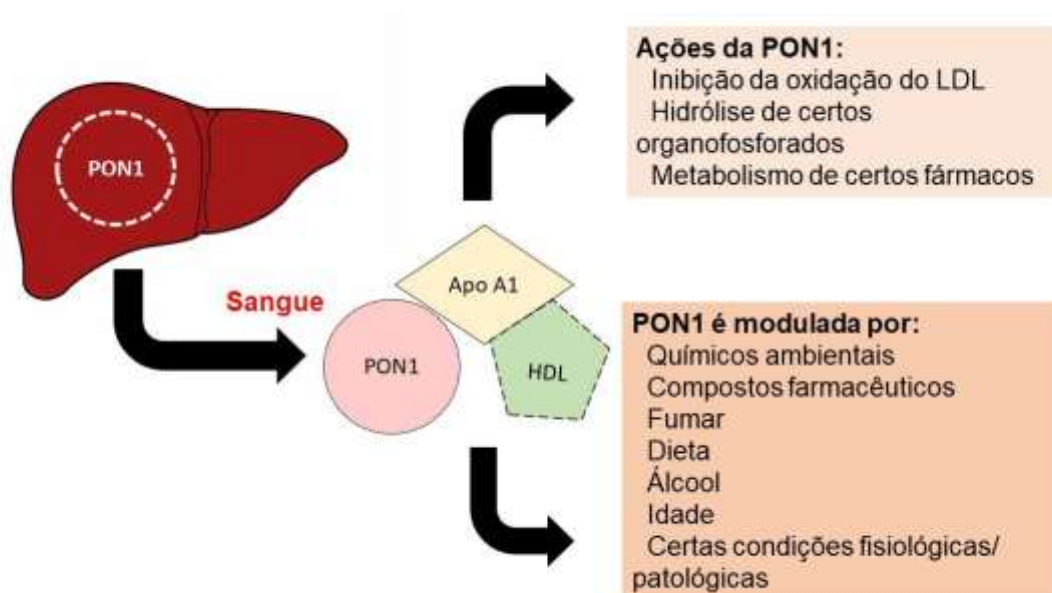 PON1
Sangue
PON1
Apo A1
HDL
Ações da PON1:
Inibição da oxidação do LDL
Hidrólise de certos
organofosforados
Metabolismo de certos fármacos
PON1 é modulada por:
Químicos ambientais
Compostos farmacêuticos
Fumar
Dieta
Álcool
Idade
Certas condições fisiológicas/
patológicas